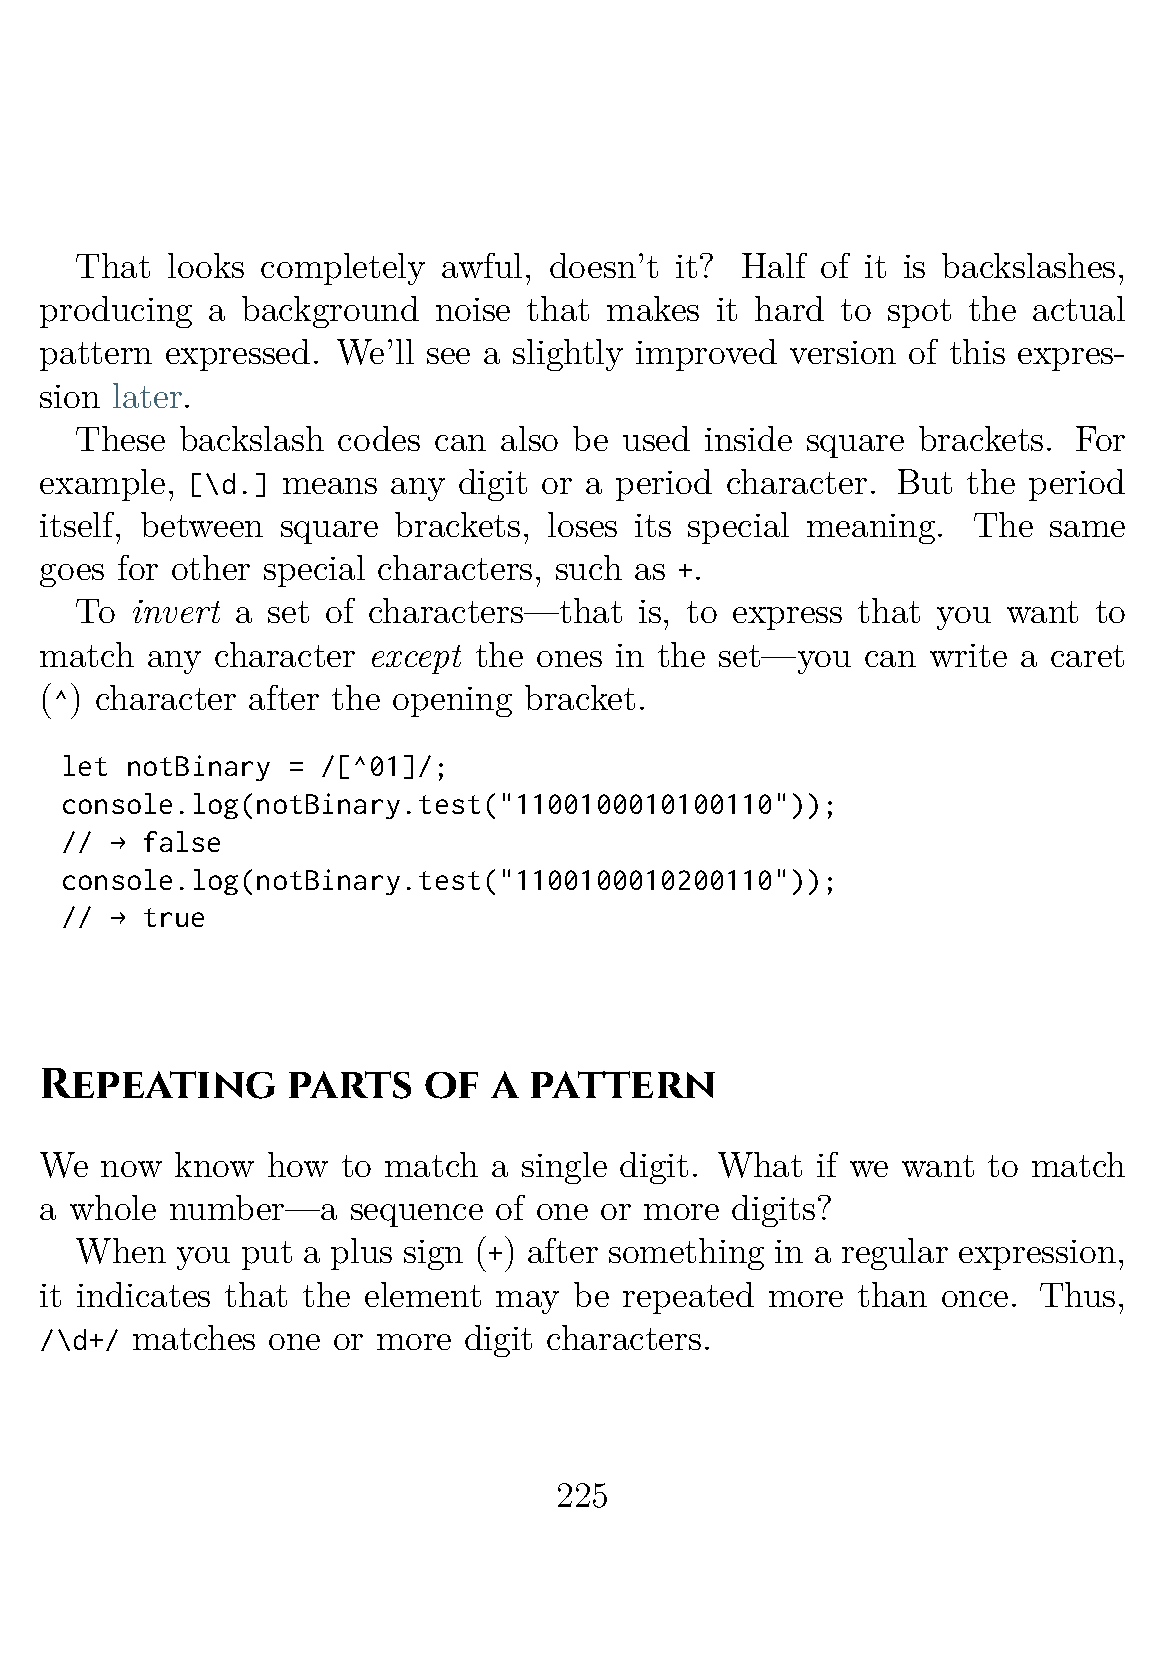 That looks completely awful, doesn't it? Half of it is backslashes,
producing a background noise that makes it hard to spot the actual
pattern expressed. We'll see a slightly improved version of this expres-
sion later.
These backslash codes can also be used inside square brackets. For
example, [\d.] means any digit or a period character. But the period
itself, between square brackets, loses its special meaning. The same
goes for other special characters, such as +.
To invert a set of characters—that is, to express that you want to
match any character except the ones in the set—you can write a caret
(^) character after the opening bracket.
let notBinary = /[^01]/;
console.log(notBinary.test("1100100010100110"));
// → false
console.log(notBinary.test("1100100010200110"));
// → true
Repeating parts of a pattern
We now know how to match a single digit. What if we want to match
a whole number—a sequence of one or more digits?
When you put a plus sign (+) after something in a regular expression,
it indicates that the element may be repeated more than once. Thus,
/\d+/ matches one or more digit characters.
225